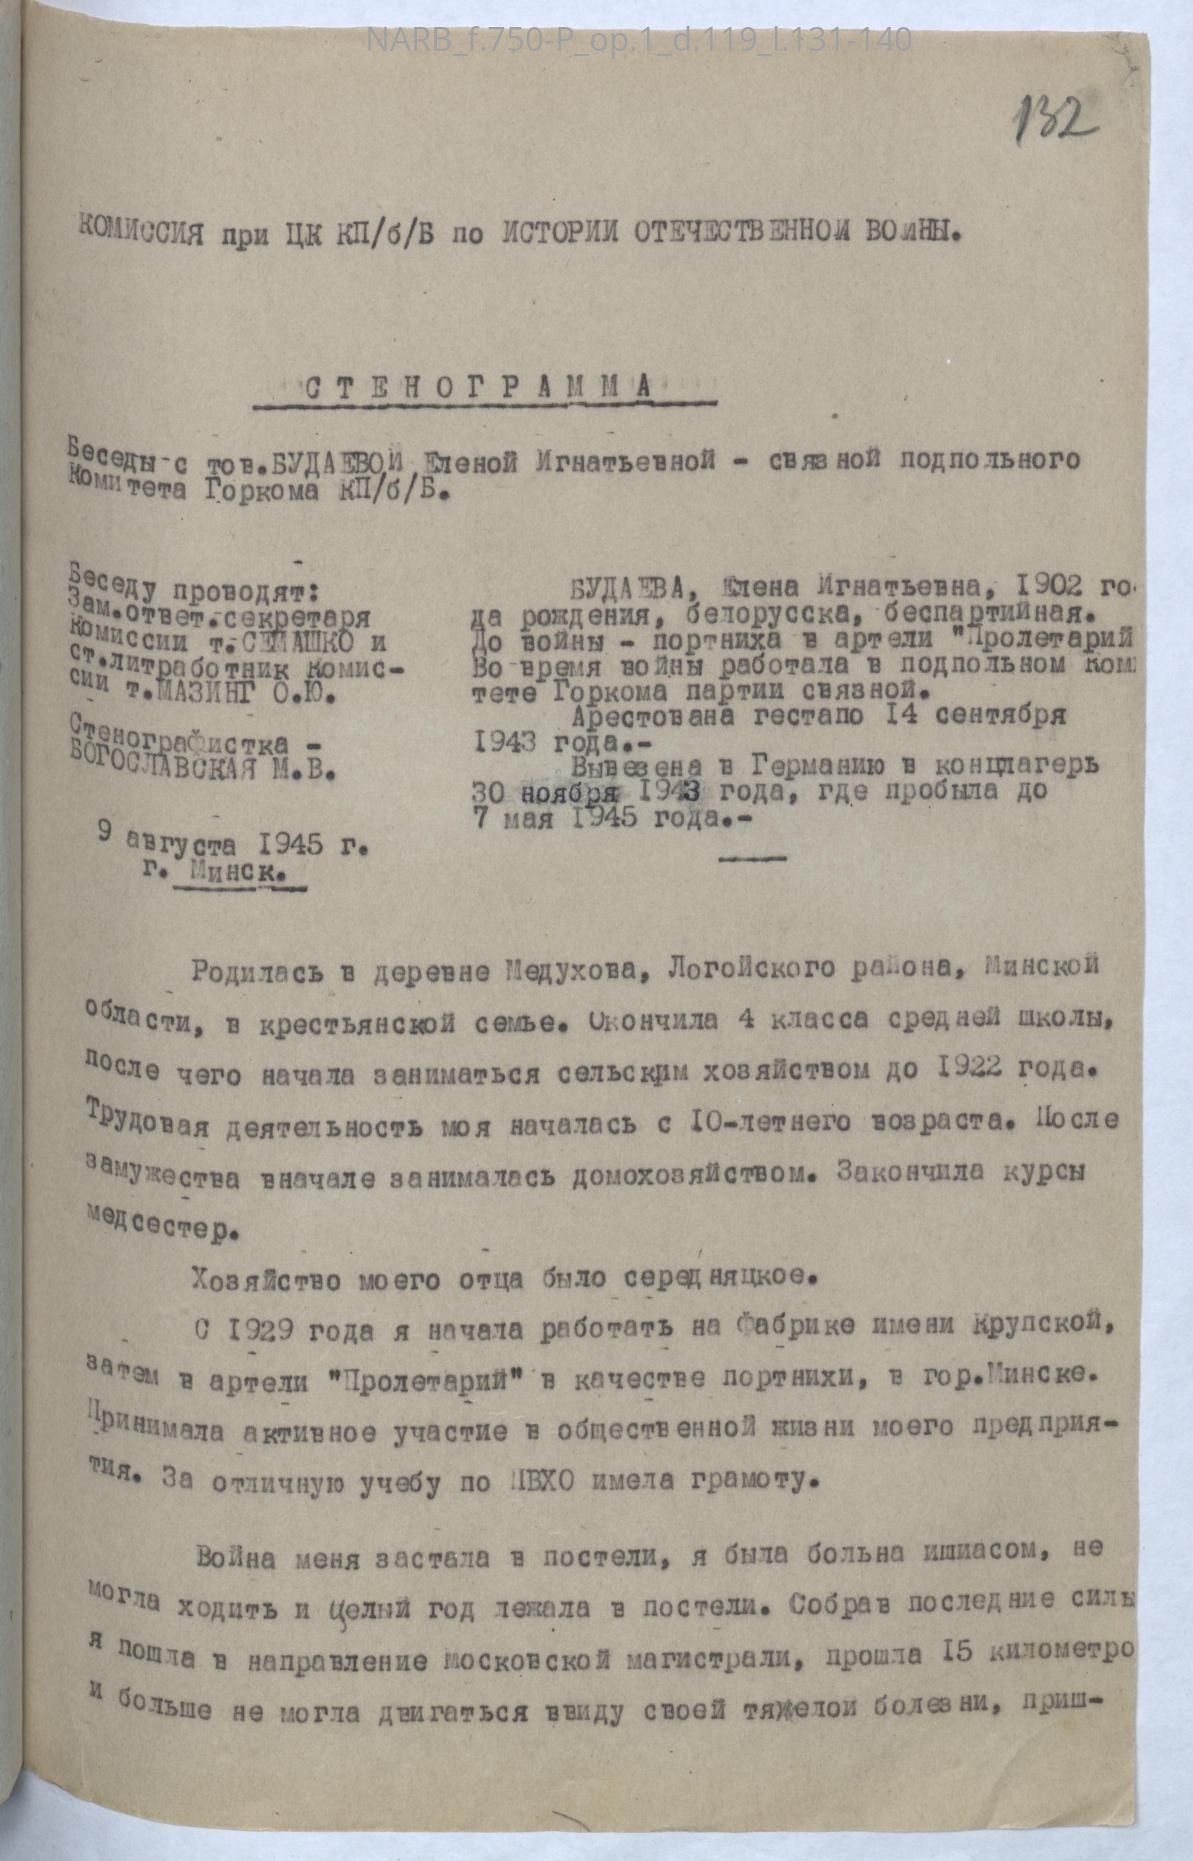 NARB_f.750-P_op.1_d.119_l.131-140
132
КОМИССИЯ при ЦК КП/б/Б по ИСТОРИИ ОТЕЧЕСТВЕННОЙ ВОЙНЫ.
СТЕНОГРАММА
Беседы с тов.БУДАЕВОЙ Еленой Игнатьевной - связной подпольного
Комитета Горкома КП/б/Б.
Беседу проводят:
Зам.ответ.секретаря
Комиссии т.СЕМАШКО и
ст.литработник Комис-
сии т.МАЗИНГ О.Ю.
Стенографистка -
БОГОСЛАВСКАЯ М.В.
9 августа 1945 г.
г. Минск.
БУДАЕВА, Елена Игнатьевна, 1902 го-
да рождения, белорусска, беспартийная.
До войны - портниха в артели "Пролетарий
Во время войны работала в подпольном Коми
тете Горкома партии связной.
Арестована гестапо 14 сентября
1943 года.-
Вывезена в Германию в концлагерь
30 ноября 1943 года, где пробыла до
7 мая 1945 года.-
Родилась в деревне Медухова, Логойского района, Минской
области, в крестьянской семье. Окончила 4 класса средней школы,
после чего начала заниматься сельским хозяйством до 1922 года.
Трудовая деятельность моя началась с 10-летнего возраста. После
замужества вначале занималась домохозяйством. Закончила курсы
медсестер.
Хозяйство моего отца было середняцкое.
С 1929 года я начала работать на Фабрике имени Крупской,
затем в артели "Пролетарий" в качестве портнихи, в гор.Минске.
Принимала активное участие в общественной жизни моего предприя-
тия. За отличную учебу по ПВХО имела грамоту.
Война меня застала в постели, я была больна ишиасом, не
могла ходить и целый год лежала в постели. Собрав последние силы
я пошла в направление Московской магистрали, прошла 15 километро
и больше не могла двигаться ввиду своей тяжелой болезни, приш-